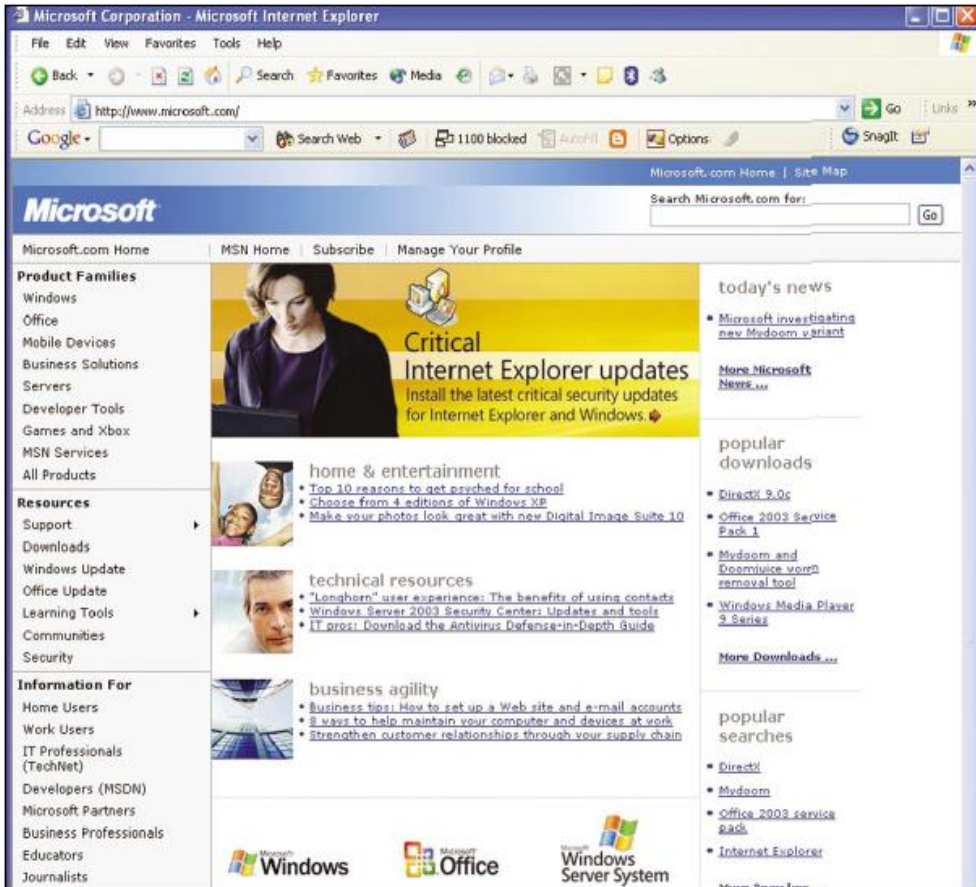 Microsoft Corporation - Microsoft Internet Explorer
File Edit View Favorites Tools Help
Back Search Favorites Media
Address http://www.microsoft.com/ Go Links »
Google Search Web 1100 blocked AutoFill Options SnagIt
Microsoft.com Home | Site Map
Microsoft
Search Microsoft.com for:
Go
Microsoft.com Home | MSN Home | Subscribe | Manage Your Profile
Product Families
Windows
Office
Mobile Devices
Business Solutions
Servers
Developer Tools
Games and Xbox
MSN Services
All Products
Resources
Support
Downloads
Windows Update
Office Update
Learning Tools
Communities
Security
Information For
Home Users
Work Users
IT Professionals
(TechNet)
Developers (MSDN)
Microsoft Partners
Business Professionals
Educators
Journalists
Critical
Internet Explorer updates
Install the latest critical security updates
for Internet Explorer and Windows.
home & entertainment
Top 10 reasons to get psyched for school
Choose from 4 editions of Windows XP
Make your photos look great with new Digital Image Suite 10
technical resources
"Longhorn" user experience: The benefits of using contacts
Windows Server 2003 Security Center: Updates and tools
IT pros: Download the Antivirus Defense-in-Depth Guide
business agility
Business tips: How to set up a Web site and e-mail accounts
8 ways to help maintain your computer and devices at work
Strengthen customer relationships through your supply chain
Microsoft
Windows
Microsoft
Office
Microsoft
Windows
Server System
today's news
Microsoft investigating
new Mydoom variant
More Microsoft
News ...
popular
downloads
DirectX 9.0c
Office 2003 Service
Pack 1
Mydoom and
Doomjuice worm
removal tool
Windows Media Player
9 Series
More Downloads ...
popular
searches
DirectX
Mydoom
Office 2003 service
pack
Internet Explorer